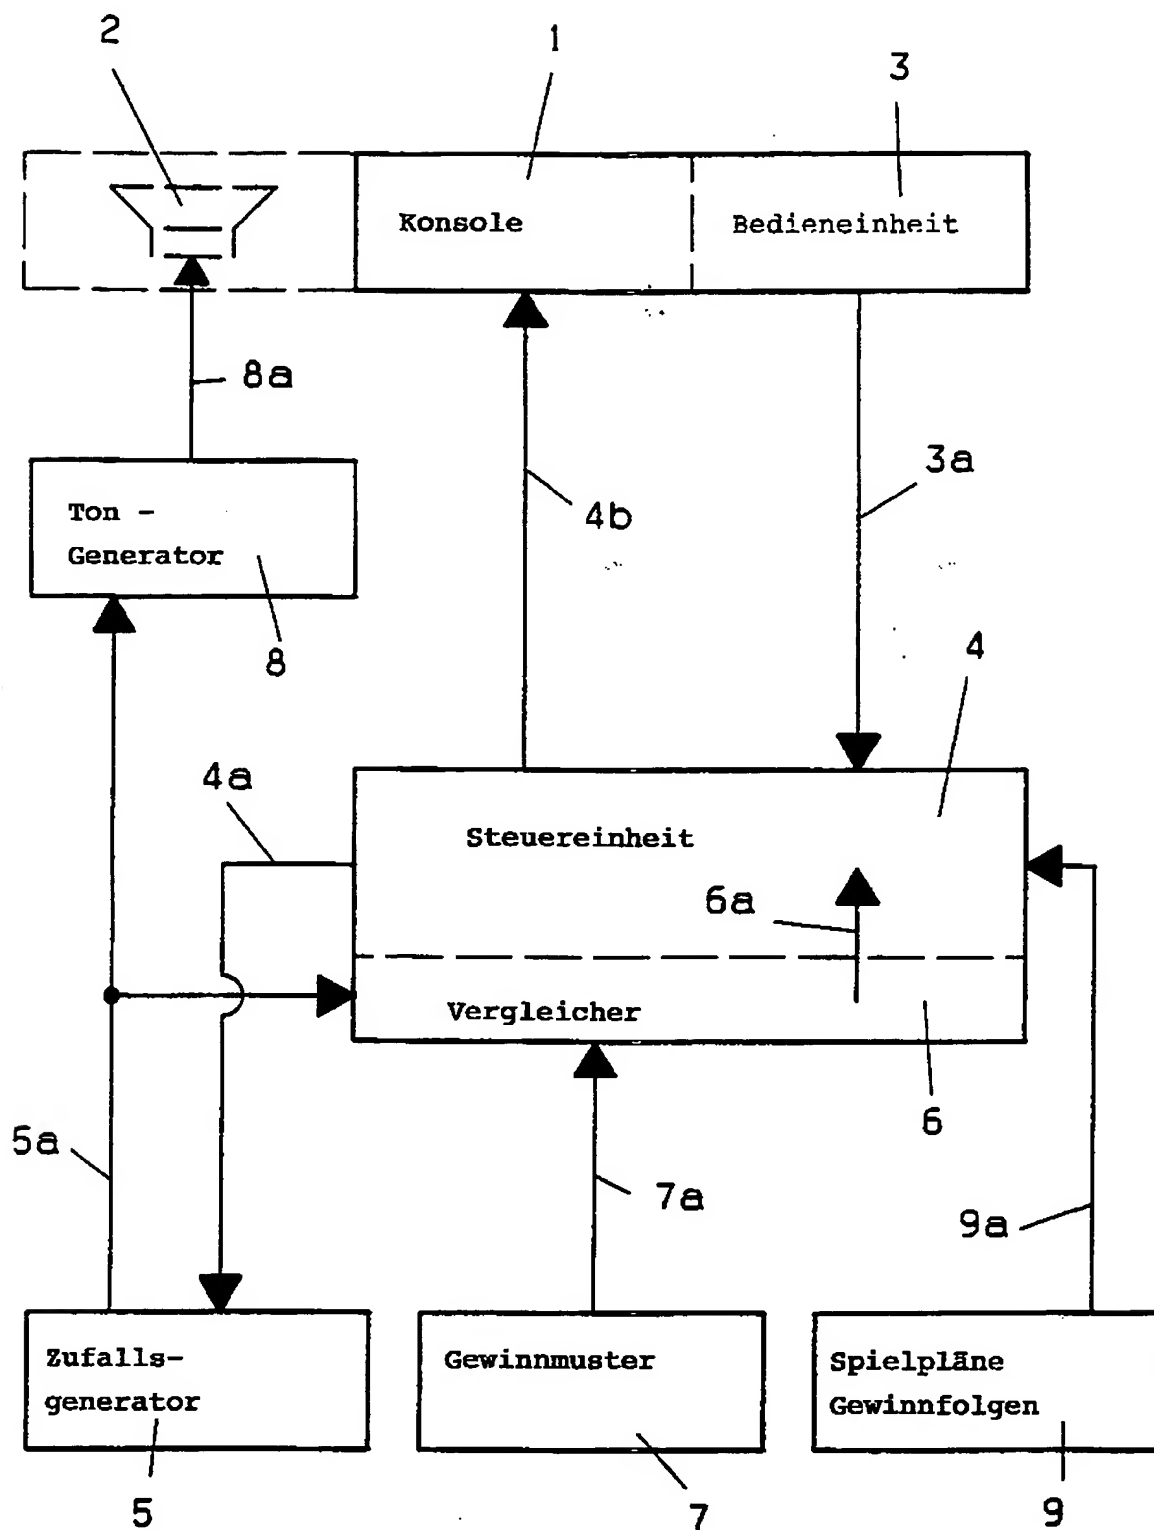 2
1
3
Konsole
Bedieneinheit
8a
3a
4b
Ton -
Generator
8
4
4a
Steuereinheit
6a
Vergleicher
6
5a
7a
9a
Zufalls-
generator
Gewinnmuster
Spielpläne
Gewinnfolgen
5
7
9